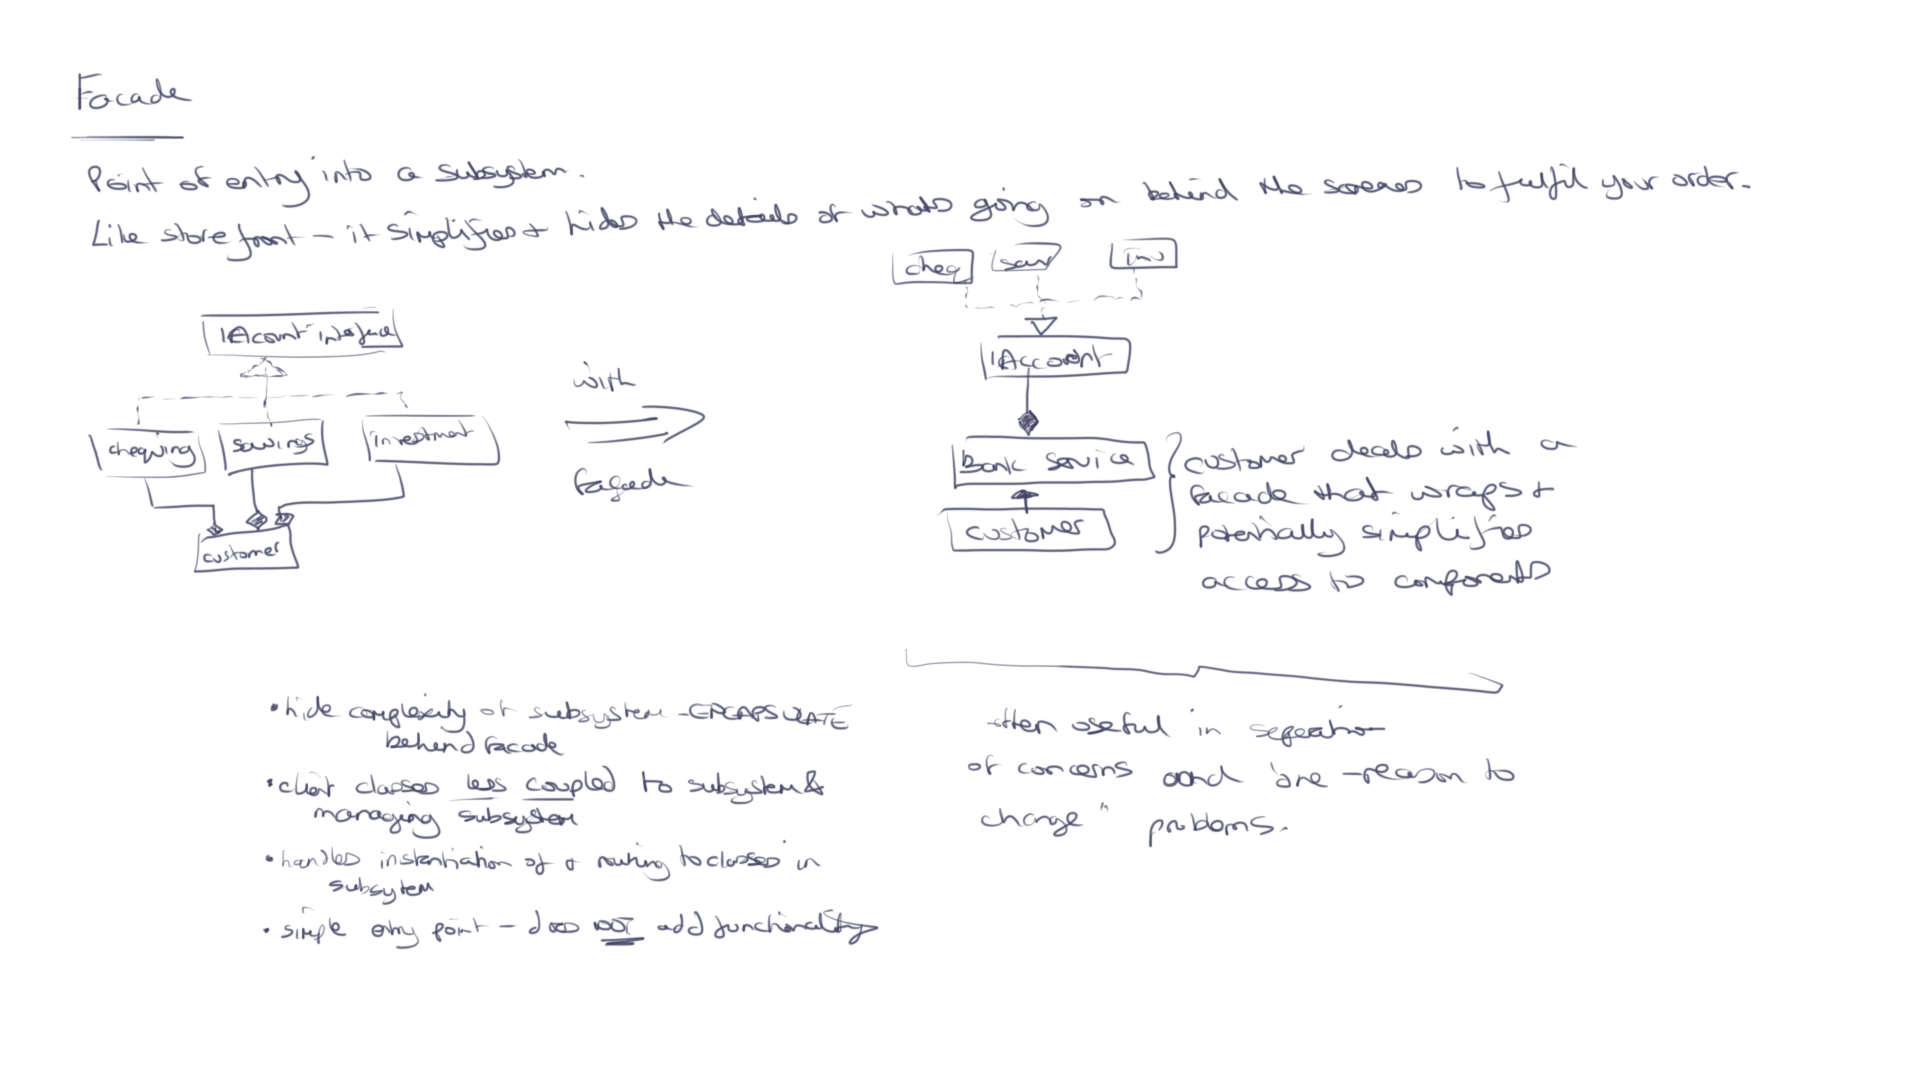 Facade
Point of entry into a subsystem.
Like store front - it simplifies + hides the details of whats going on behind the scenes to fulfil your order.
cheq
sav
inv
IAcount interface
IAccount
with
facade
chequing
savings
investment
Bank Service
customer
customer
customer deals with a
facade that wraps +
potentially simplifies
access to components
• hide complexity of subsystem - ENCAPSULATE
behind facade
• client classes less coupled to subsystem &
managing subsystem
• handles instantiation of & routing to classes in
subsytem
• simple entry point - does NOT add functionality
often useful in
of concerns and "one-reason to
change" problems.